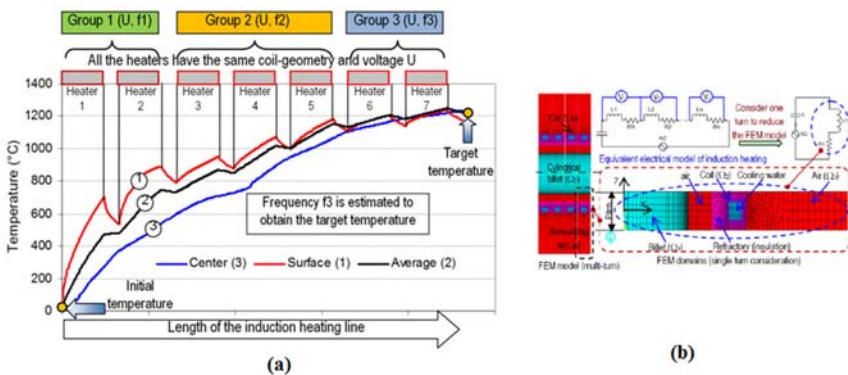 Group 1 (U, f1)
Group 2 (U, f2)
Group 3 (U, f3)
All the heaters have the same coil-geometry and voltage U
Heater 1
Heater 2
Heater 3
Heater 4
Heater 5
Heater 6
Heater 7
1400
1200
1000
800
600
400
200
0
Temperature (°C)
1
2
3
Target
temperature
Frequency f3 is estimated to
obtain the target temperature
Center (3)
Surface (1)
Average (2)
Initial
temperature
Length of the induction heating line
(a)
Consider one
turn to reduce
the FEM model
Equivalent electrical model of induction heating
Cylindrical
air
Cooling water
Refractory (insulation)
FEM model (multi-turn)
FEM domains (single turn consideration)
(b)